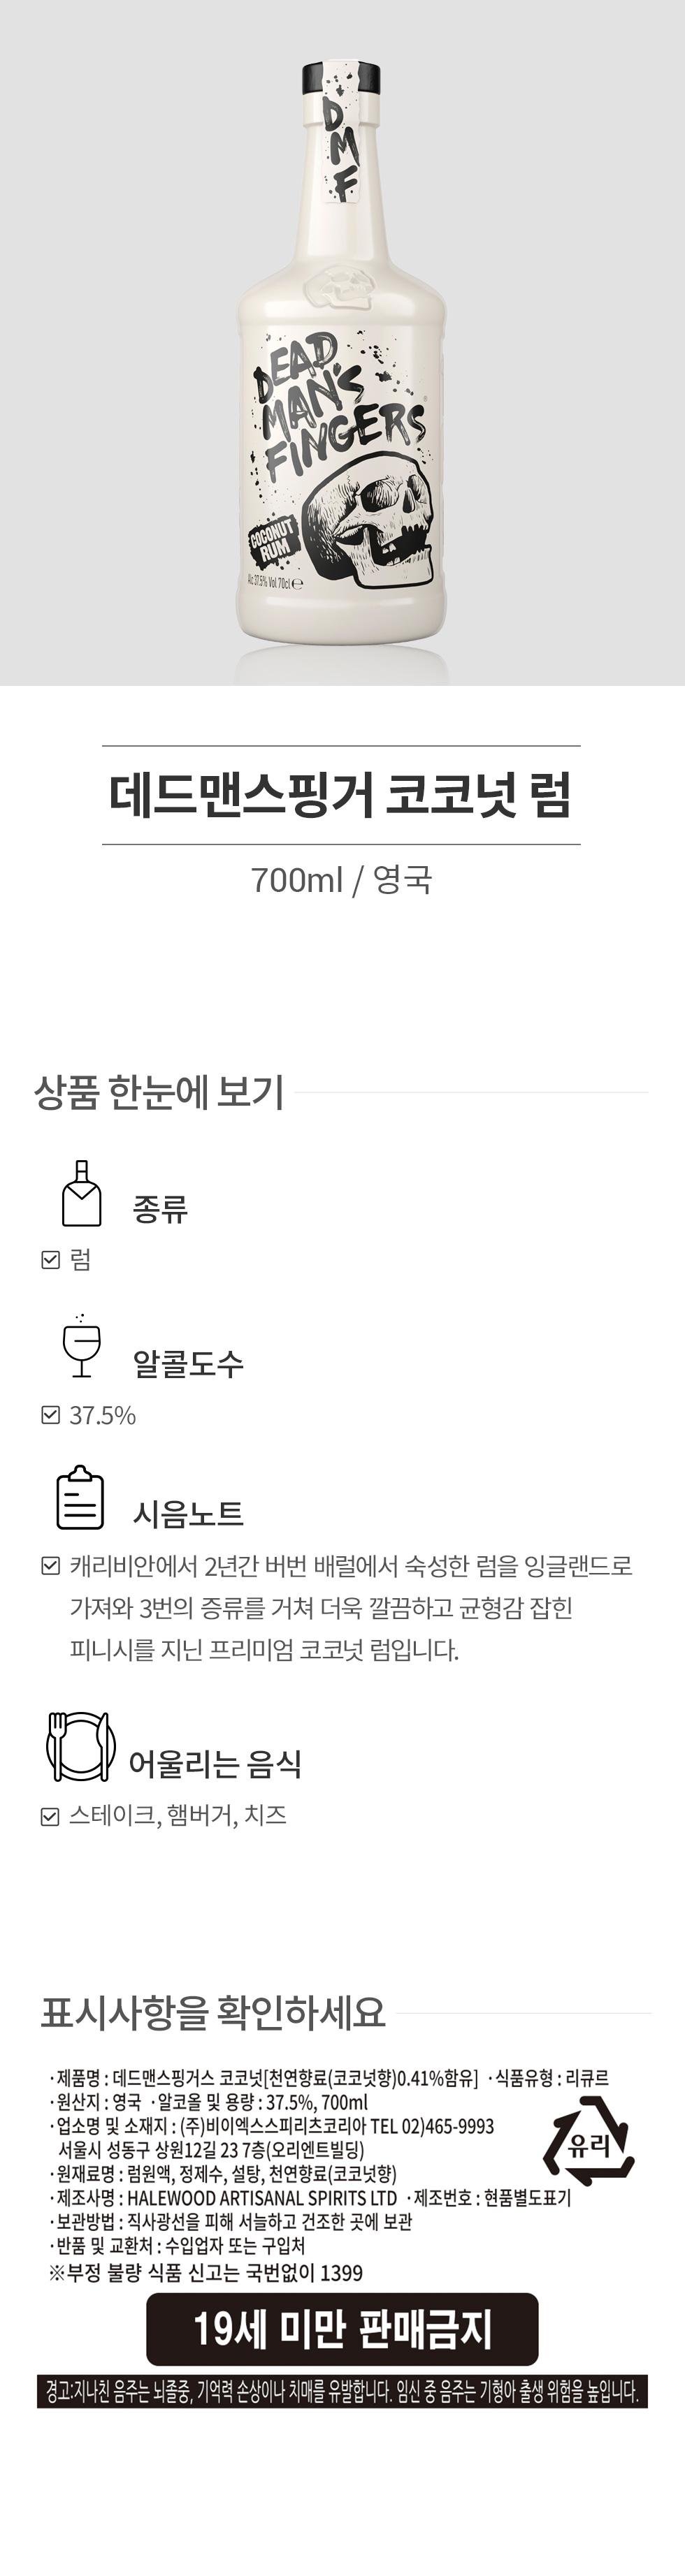 DMF
DEAD
MAN'S
FINGERS
®
COCONUT
RUM
Alc 37.5% Vol 70cl ℮
데드맨스핑거 코코넛 럼
700ml / 영국
상품 한눈에 보기
종류
럼
알콜도수
37.5%
시음노트
캐리비안에서 2년간 버번 배럴에서 숙성한 럼을 잉글랜드로
가져와 3번의 증류를 거쳐 더욱 깔끔하고 균형감 잡힌
피니시를 지닌 프리미엄 코코넛 럼입니다.
어울리는 음식
스테이크, 햄버거, 치즈
표시사항을 확인하세요
·제품명 : 데드맨스핑거스 코코넛[천연향료(코코넛향)0.41%함유] ·식품유형 : 리큐르
·원산지 : 영국 ·알코올 및 용량 : 37.5%, 700ml
·업소명 및 소재지 : (주)비이엑스스피리츠코리아 TEL 02)465-9993
서울시 성동구 상원12길 23 7층(오리엔트빌딩)
유리
·원재료명 : 럼원액, 정제수, 설탕, 천연향료(코코넛향)
·제조사명 : HALEWOOD ARTISANAL SPIRITS LTD ·제조번호 : 현품별도표기
·보관방법 : 직사광선을 피해 서늘하고 건조한 곳에 보관
·반품 및 교환처 : 수입업자 또는 구입처
※부정 불량 식품 신고는 국번없이 1399
19세 미만 판매금지
경고:지나친 음주는 뇌졸중, 기억력 손상이나 치매를 유발합니다. 임신 중 음주는 기형아 출생 위험을 높입니다.